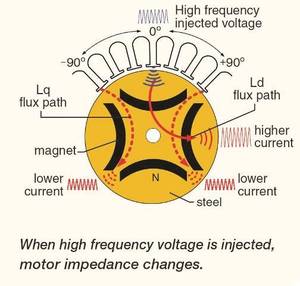 High frequency
injected voltage
0°
−90°
+90°
Lq
flux path
Ld
flux path
higher
current
magnet
lower
current
N
lower
current
steel
When high frequency voltage is injected,
motor impedance changes.